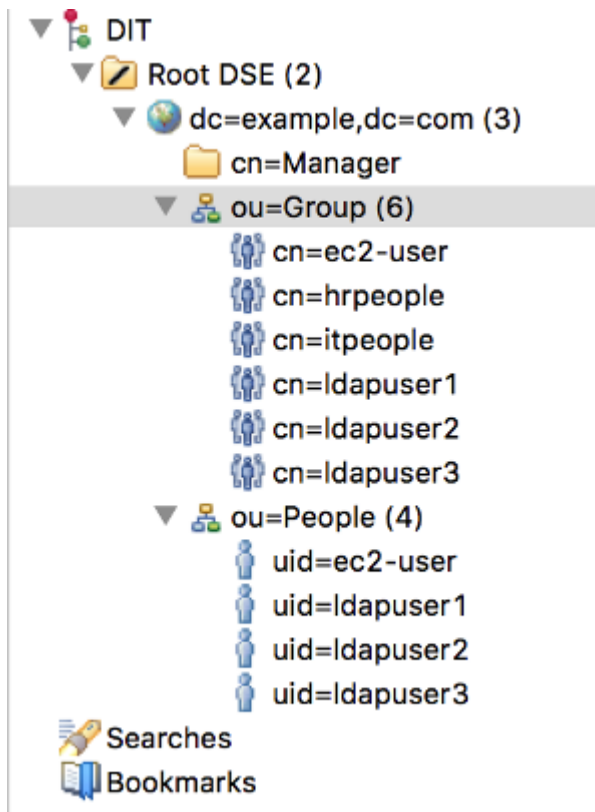 DIT
Root DSE (2)
dc=example,dc=com (3)
cn=Manager
ou=Group (6)
cn=ec2-user
cn=hrpeople
cn=itpeople
cn=ldapuser1
cn=ldapuser2
cn=ldapuser3
ou=People (4)
uid=ec2-user
uid=ldapuser1
uid=ldapuser2
uid=ldapuser3
Searches
Bookmarks